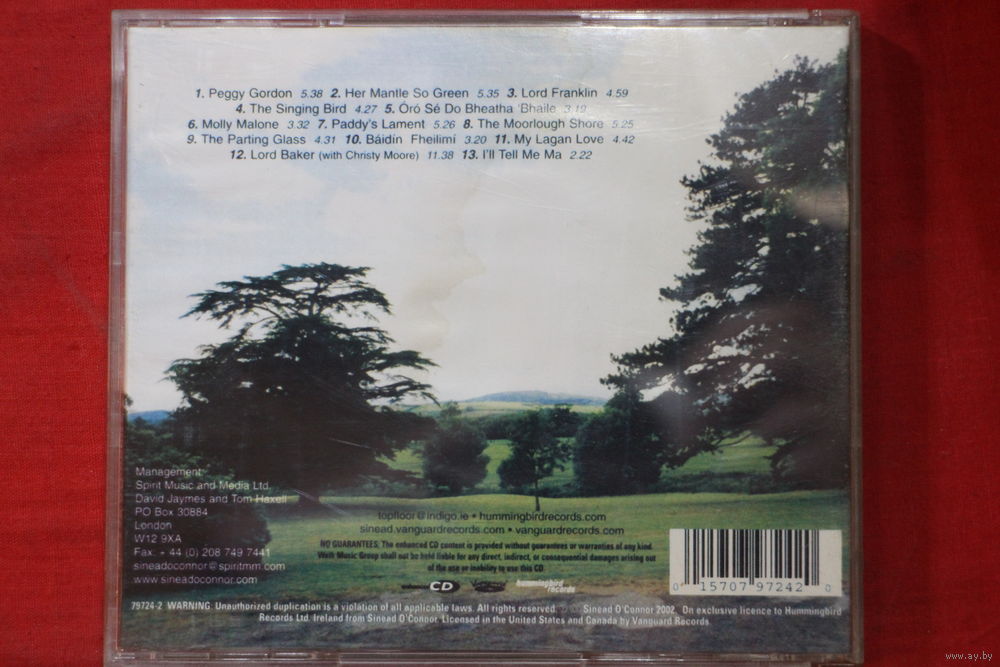 1. Peggy Gordon 5.38 2. Her Mantle So Green 5.35 3. Lord Franklin 4.59
4. The Singing Bird 4.27 5. Óró Sé Do Bheatha 'Bhaile 3.19
6. Molly Malone 3.32 7. Paddy's Lament 5.26 8. The Moorlough Shore 5.25
9. The Parting Glass 4.31 10. Báidín Fheilimí 3.20 11. My Lagan Love 4.42
12. Lord Baker (with Christy Moore) 11.38 13. I'll Tell Me Ma 2.22
Management:
Spirit Music and Media Ltd.
David Jaymes and Tom Haxell
PO Box 30884
London
W12 9XA
Fax: + 44 (0) 208 749 7441
sineadoconnor@spiritmm.com
www.sineadoconnor.com
topfloor@indigo.ie • hummingbirdrecords.com
sinead.vanguardrecords.com • vanguardrecords.com
NO GUARANTEES. The enhanced CD content is provided without guarantees or warranties of any kind.
Welk Music Group shall not be held liable for any direct, indirect, or consequential damages arising out
of the use or inability to use this CD.
CD
hummingbird
records
0 15707 97242 0
79724-2 WARNING: Unauthorized duplication is a violation of all applicable laws. All rights reserved. Sinead O'Connor 2002. On exclusive licence to Hummingbird
Records Ltd. Ireland from Sinead O'Connor. Licensed in the United States and Canada by Vanguard Records
www.ay.by